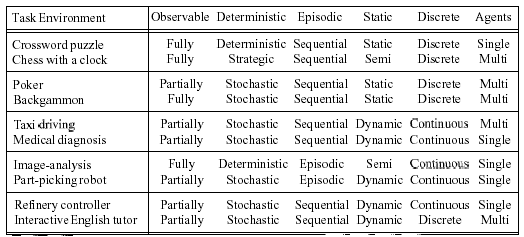 Task Environment Observable Deterministic Episodic Static Discrete Agents
Crossword puzzle Fully Deterministic Sequential Static Discrete Single
Chess with a clock Fully Strategic Sequential Semi Discrete Multi
Poker Partially Stochastic Sequential Static Discrete Multi
Backgammon Fully Stochastic Sequential Static Discrete Multi
Taxi driving Partially Stochastic Sequential Dynamic Continuous Multi
Medical diagnosis Partially Stochastic Sequential Dynamic Continuous Single
Image-analysis Fully Deterministic Episodic Semi Continuous Single
Part-picking robot Partially Stochastic Episodic Dynamic Continuous Single
Refinery controller Partially Stochastic Sequential Dynamic Continuous Single
Interactive English tutor Partially Stochastic Sequential Dynamic Discrete Multi